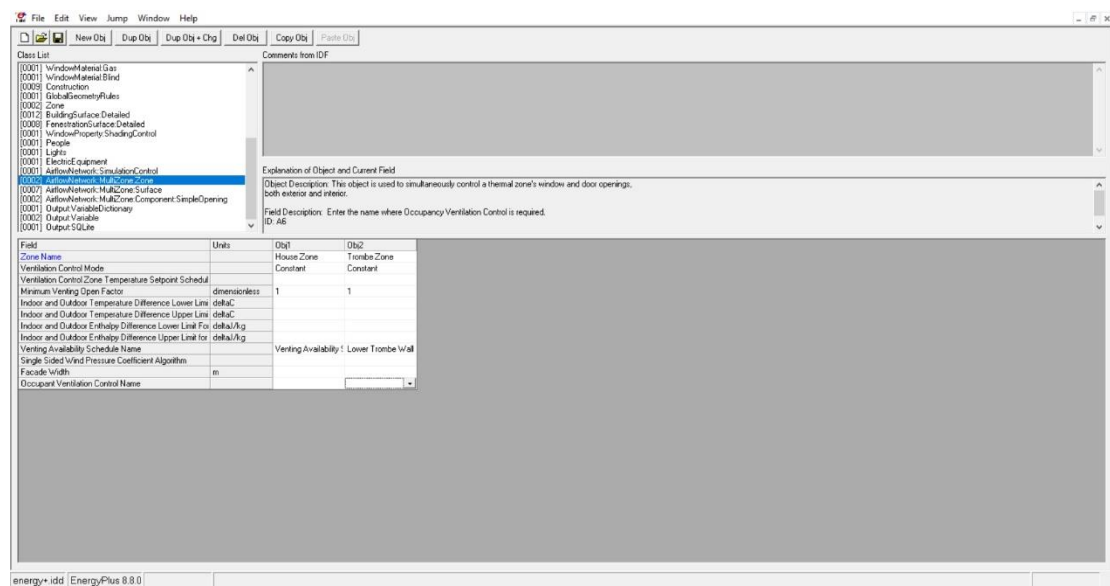 File Edit View Jump Window Help
New Obj Dup Obj Dup Obj + Chg Del Obj Copy Obj Paste Obj
Class List
[0001] WindowMaterial:Gas
[0001] WindowMaterial:Blind
[0009] Construction
[0001] GlobalGeometryRules
[0002] Zone
[0012] BuildingSurface:Detailed
[0008] FenestrationSurface:Detailed
[0001] WindowProperty:ShadingControl
[0001] People
[0001] Lights
[0001] ElectricEquipment
[0001] AirflowNetwork:SimulationControl
[0002] AirflowNetwork:MultiZone:Zone
[0007] AirflowNetwork:MultiZone:Surface
[0002] AirflowNetwork:MultiZone:Component:SimpleOpening
[0001] Output:VariableDictionary
[0002] Output:Variable
[0001] Output:SQLite
Comments from IDF
Explanation of Object and Current Field
Object Description: This object is used to simultaneously control a thermal zone's window and door openings,
both exterior and interior.
Field Description: Enter the name where Occupancy Ventilation Control is required.
ID: A6
Field Units Obj1 Obj2
Zone Name House Zone Trombe Zone
Ventilation Control Mode Constant Constant
Ventilation Control Zone Temperature Setpoint Schedul
Minimum Venting Open Factor dimensionless 1 1
Indoor and Outdoor Temperature Difference Lower Limi deltaC
Indoor and Outdoor Temperature Difference Upper Limi deltaC
Indoor and Outdoor Enthalpy Difference Lower Limit For deltaJ/kg
Indoor and Outdoor Enthalpy Difference Upper Limit for deltaJ/kg
Venting Availability Schedule Name Venting Availability S Lower Trombe Wall
Single Sided Wind Pressure Coefficient Algorithm
Facade Width m
Occupant Ventilation Control Name
energy+.idd EnergyPlus 8.8.0